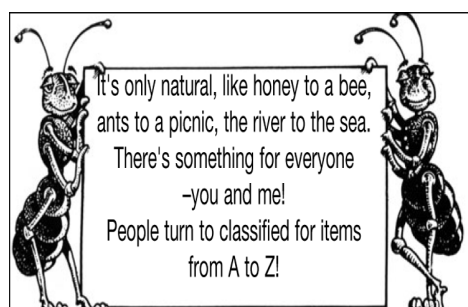 It's only natural, like honey to a bee,
ants to a picnic, the river to the sea.
There's something for everyone
–you and me!
People turn to classified for items
from A to Z!